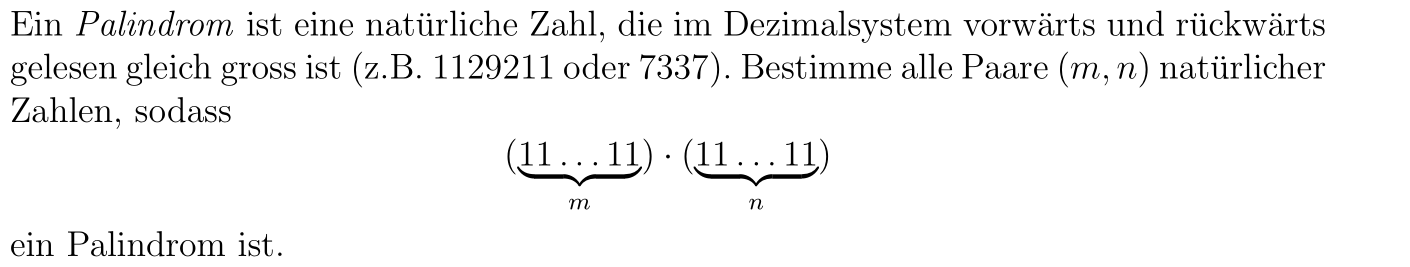 Ein Palindrom ist eine natürliche Zahl, die im Dezimalsystem vorwärts und rückwärts
gelesen gleich gross ist (z.B. 1129211 oder 7337). Bestimme alle Paare (m, n) natürlicher
Zahlen, sodass
(11 . . . 11) · (11 . . . 11)
m n
ein Palindrom ist.